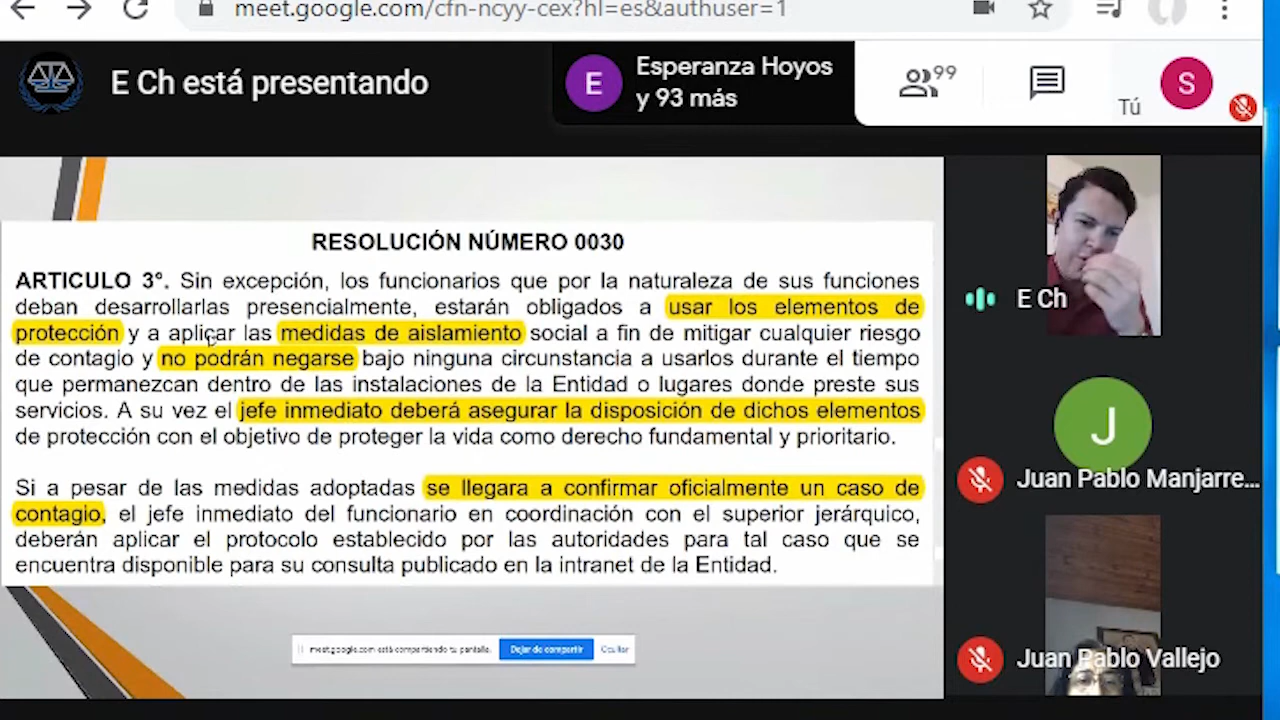 meet.google.com/cfn-ncyy-cex?hl=es&authuser=1
E Ch está presentando
E
Esperanza Hoyos
y 93 más
99
Tú
S
RESOLUCIÓN NÚMERO 0030
ARTICULO 3°. Sin excepción, los funcionarios que por la naturaleza de sus funciones
deban desarrollarlas presencialmente, estarán obligados a usar los elementos de
protección y a aplicar las medidas de aislamiento social a fin de mitigar cualquier riesgo
de contagio y no podrán negarse bajo ninguna circunstancia a usarlos durante el tiempo
que permanezcan dentro de las instalaciones de la Entidad o lugares donde preste sus
servicios. A su vez el jefe inmediato deberá asegurar la disposición de dichos elementos
de protección con el objetivo de proteger la vida como derecho fundamental y prioritario.
Si a pesar de las medidas adoptadas se llegara a confirmar oficialmente un caso de
contagio, el jefe inmediato del funcionario en coordinación con el superior jerárquico,
deberán aplicar el protocolo establecido por las autoridades para tal caso que se
encuentra disponible para su consulta publicado en la intranet de la Entidad.
meet.google.com está compartiendo tu pantalla.
Dejar de compartir
Ocultar
E Ch
J
Juan Pablo Manjarre...
Juan Pablo Vallejo